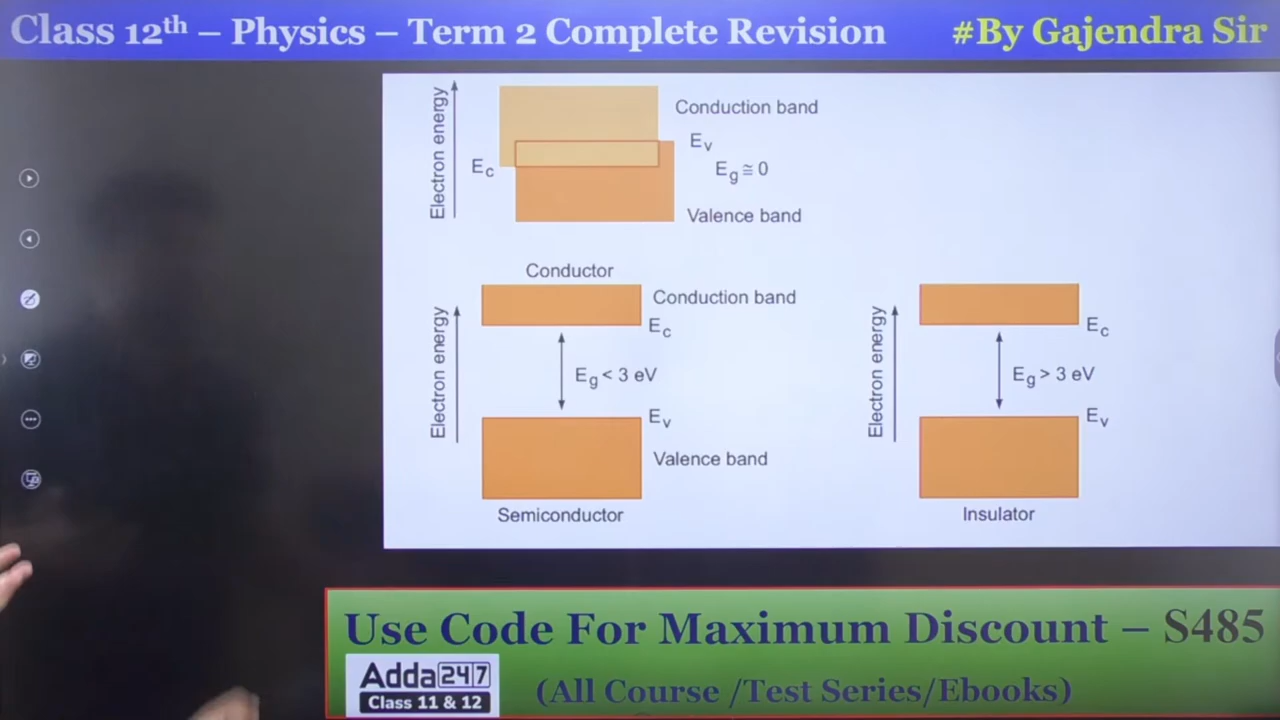 Class 12th – Physics – Term 2 Complete Revision #By Gajendra Sir
Electron energy
Conduction band
Ev
Ec
Eg ≅ 0
Valence band
Conductor
Electron energy
Conduction band
Ec
Eg < 3 eV
Ev
Valence band
Semiconductor
Electron energy
Ec
Eg > 3 eV
Ev
Insulator
Use Code For Maximum Discount – S485
Adda247
Class 11 & 12
(All Course /Test Series/Ebooks)